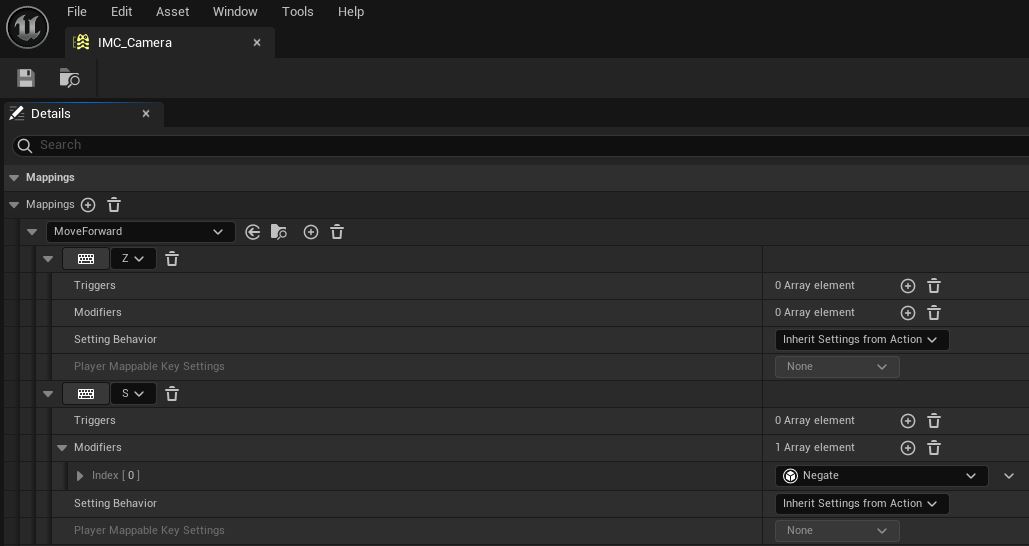 File Edit Asset Window Tools Help
IMC_Camera
Details
Search
Mappings
Mappings
MoveForward
Z
Triggers 0 Array element
Modifiers 0 Array element
Setting Behavior Inherit Settings from Action
Player Mappable Key Settings None
S
Triggers 0 Array element
Modifiers 1 Array element
Index [ 0 ] Negate
Setting Behavior Inherit Settings from Action
Player Mappable Key Settings None